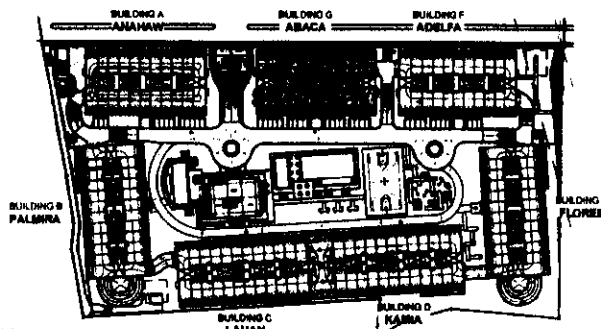 BUILDING A
ANAHAW
BUILDING G
ABACA
BUILDING F
ADELFA
BUILDING B
PALMIRA
BUILDING
BUILDING C
BUILDING D
KAMIA